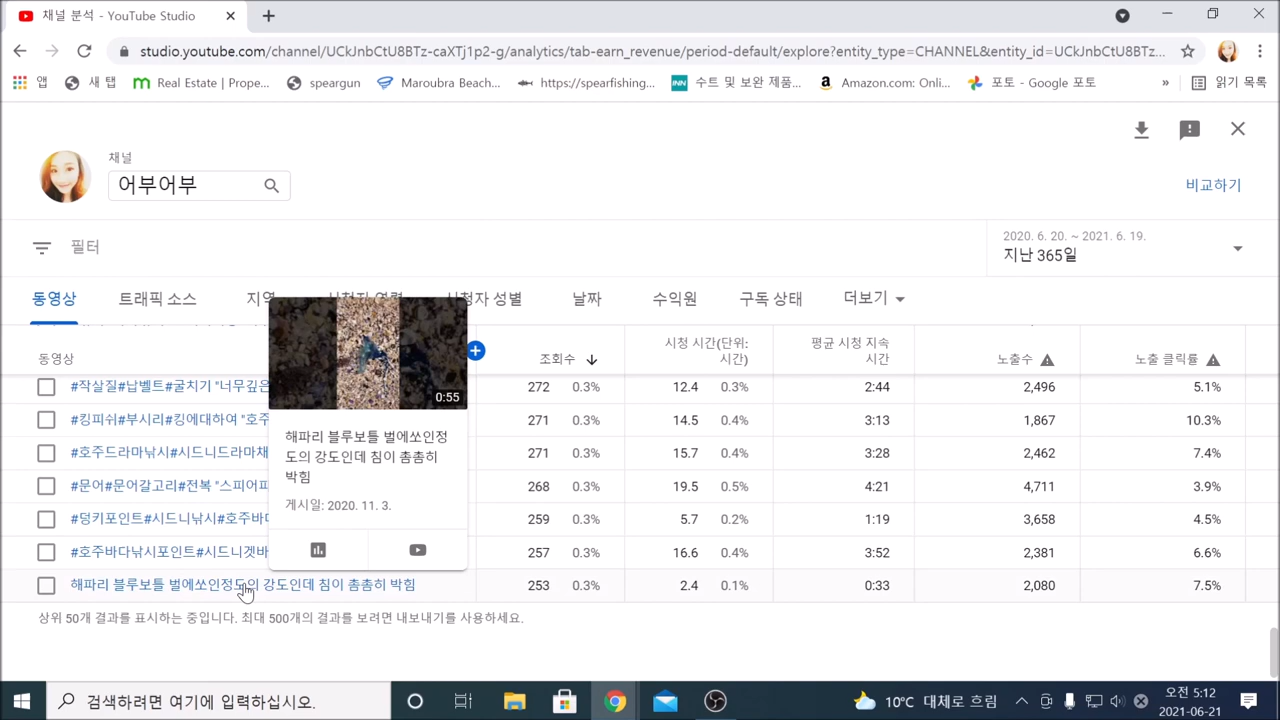 채널 분석 - YouTube Studio
studio.youtube.com/channel/UCkJnbCtU8BTz-caXTj1p2-g/analytics/tab-earn_revenue/period-default/explore?entity_type=CHANNEL&entity_id=UCkJnbCtU8BTz...
앱 새 탭 Real Estate | Prope... speargun Maroubra Beach... https://spearfishing... INN 수트 및 보완 제품... Amazon.com: Onli... 포토 - Google 포토 » 읽기 목록
채널
어부어부
비교하기
필터
2020. 6. 20. ~ 2021. 6. 19.
지난 365일
동영상 트래픽 소스 지역 시청자 연령 시청자 성별 날짜 수익원 구독 상태 더보기
동영상 조회수 시청 시간(단위: 시간) 평균 시청 지속 시간 노출수 노출 클릭률
#작살질#납벨트#굴치기 "너무깊은 272 0.3% 12.4 0.3% 2:44 2,496 5.1%
#킹피쉬#부시리#킹에대하여 "호주 271 0.3% 14.5 0.4% 3:13 1,867 10.3%
#호주드라마낚시#시드니드라마채 271 0.3% 15.7 0.4% 3:28 2,462 7.4%
#문어#문어갈고리#전복 "스피어피 268 0.3% 19.5 0.5% 4:21 4,711 3.9%
#덩키포인트#시드니낚시#호주바다 259 0.3% 5.7 0.2% 1:19 3,658 4.5%
#호주바다낚시포인트#시드니겟바 257 0.3% 16.6 0.4% 3:52 2,381 6.6%
해파리 블루보틀 벌에쏘인정도의 강도인데 침이 촘촘히 박힘 253 0.3% 2.4 0.1% 0:33 2,080 7.5%
0:55
해파리 블루보틀 벌에쏘인정
도의 강도인데 침이 촘촘히
박힘
게시일: 2020. 11. 3.
상위 50개 결과를 표시하는 중입니다. 최대 500개의 결과를 보려면 내보내기를 사용하세요.
검색하려면 여기에 입력하십시오.
10°C 대체로 흐림
오전 5:12
2021-06-21